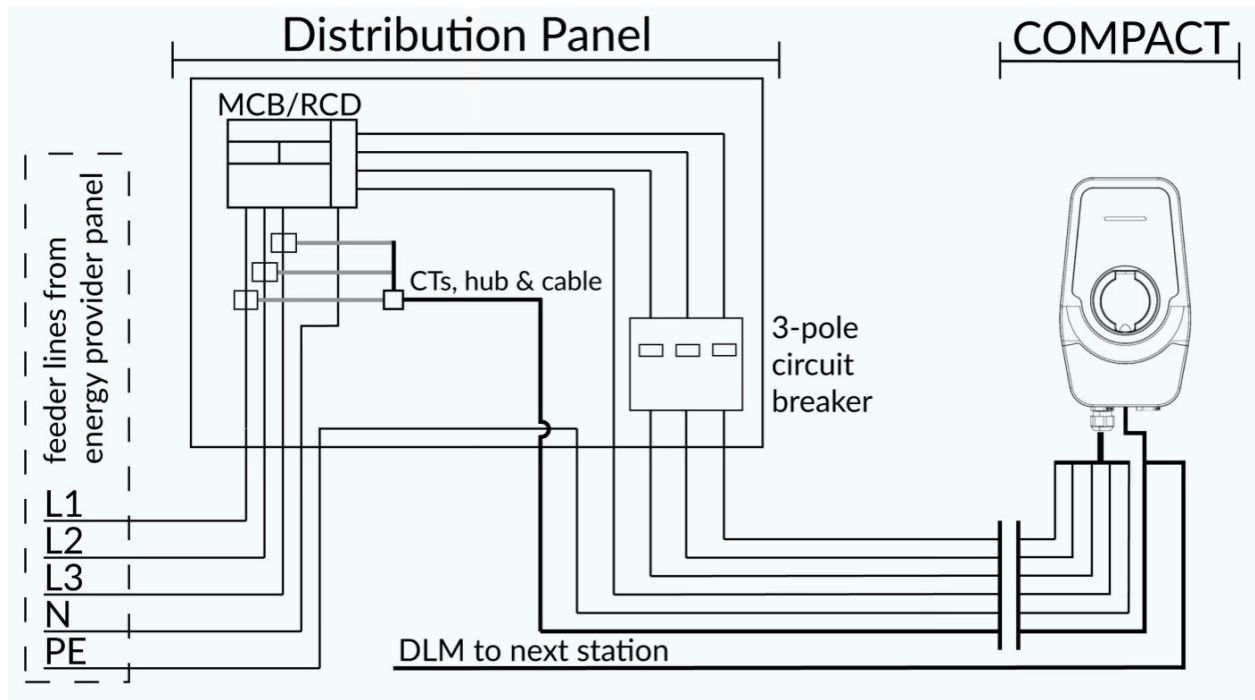 Distribution Panel
COMPACT
MCB/RCD
feeder lines from
energy provider panel
CTs, hub & cable
3-pole
circuit
breaker
L1
L2
L3
N
PE
DLM to next station